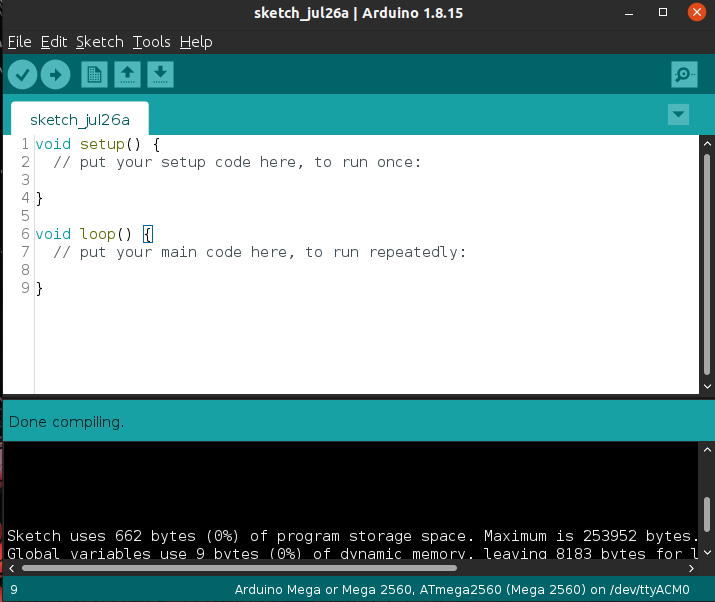 sketch_jul26a | Arduino 1.8.15
File Edit Sketch Tools Help
sketch_jul26a
1 void setup() {
2   // put your setup code here, to run once:
3
4 }
5
6 void loop() {
7   // put your main code here, to run repeatedly:
8
9 }
Done compiling.
Sketch uses 662 bytes (0%) of program storage space. Maximum is 253952 bytes.
Global variables use 9 bytes (0%) of dynamic memory, leaving 8183 bytes for l
9 Arduino Mega or Mega 2560, ATmega2560 (Mega 2560) on /dev/ttyACM0